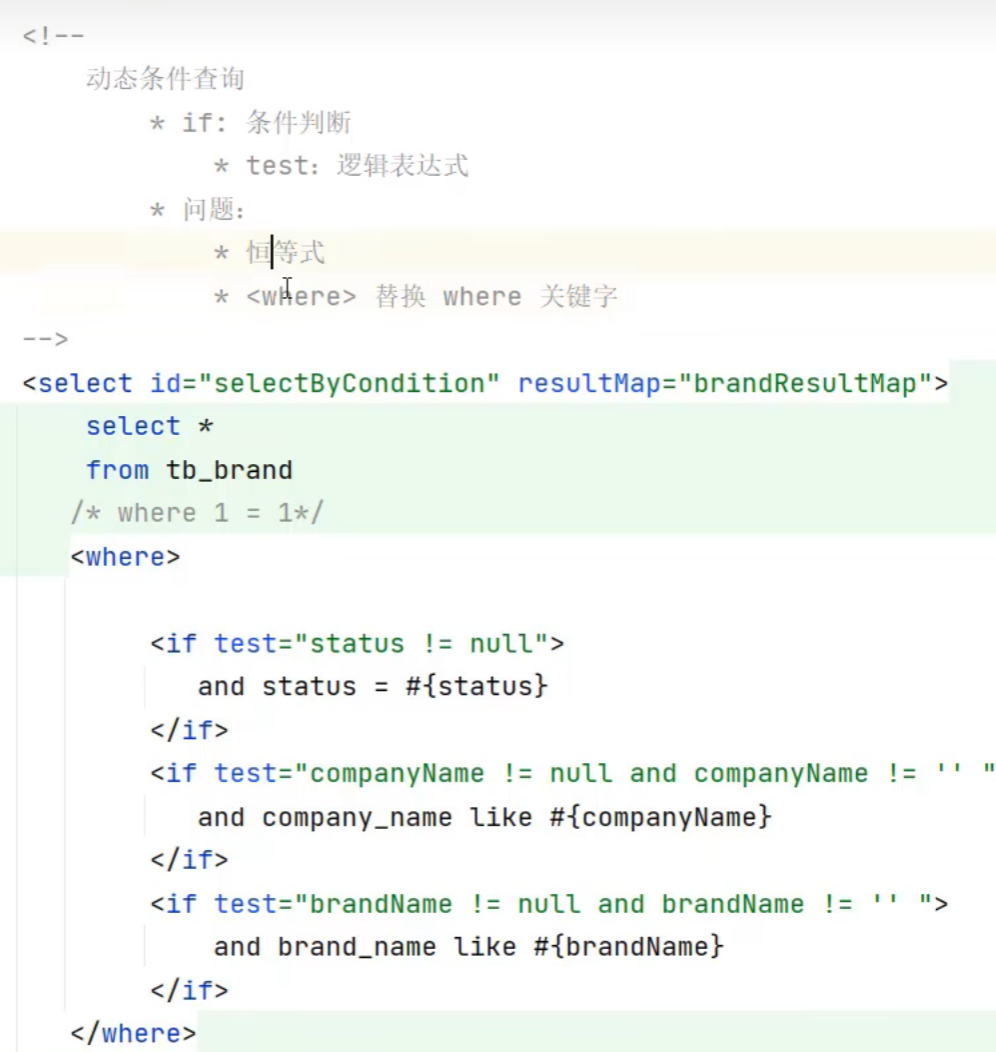 <!--
动态条件查询
* if: 条件判断
* test：逻辑表达式
* 问题：
* 恒等式
* <where> 替换 where 关键字
-->
<select id="selectByCondition" resultMap="brandResultMap">
select *
from tb_brand
/* where 1 = 1*/
<where>
<if test="status != null">
and status = #{status}
</if>
<if test="companyName != null and companyName != '' "
and company_name like #{companyName}
</if>
<if test="brandName != null and brandName != '' ">
and brand_name like #{brandName}
</if>
</where>